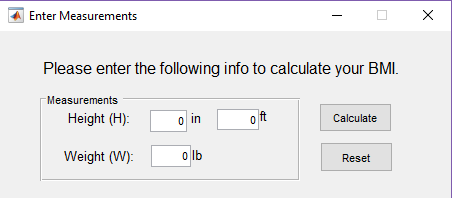 Enter Measurements
Please enter the following info to calculate your BMI.
Measurements
Height (H): 0 in 0 ft
Calculate
Weight (W): 0 lb
Reset